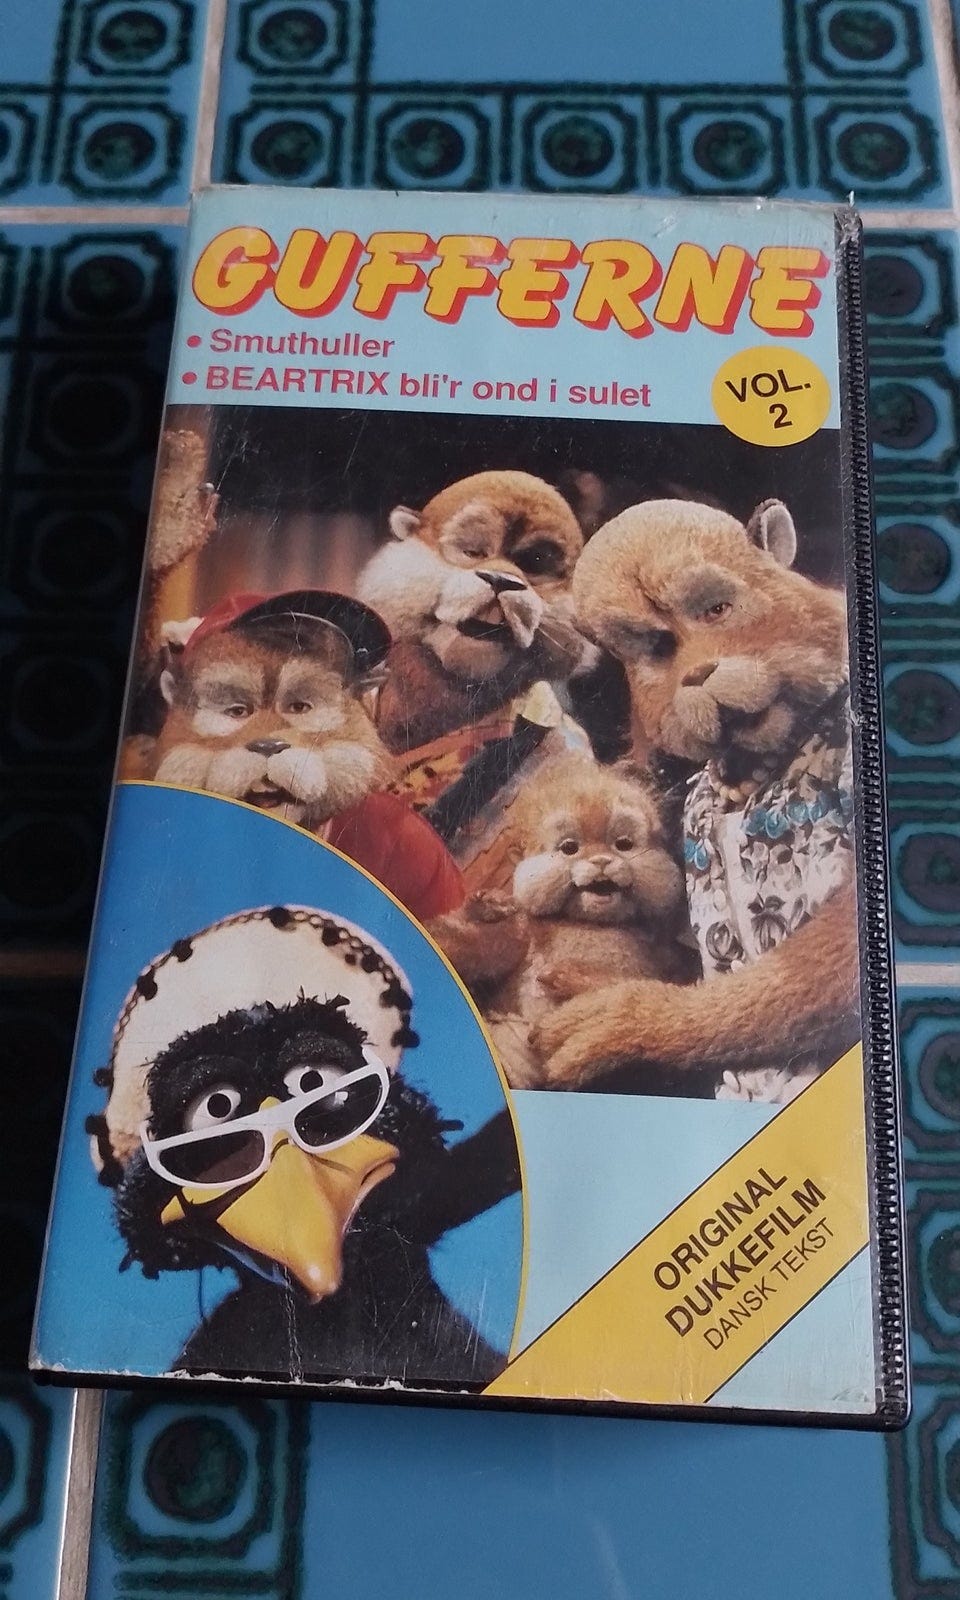 GUFFERNE
• Smuthuller
• BEARTRIX bli'r ond i sulet
VOL.
2
ORIGINAL
DUKKEFILM
DANSK TEKST